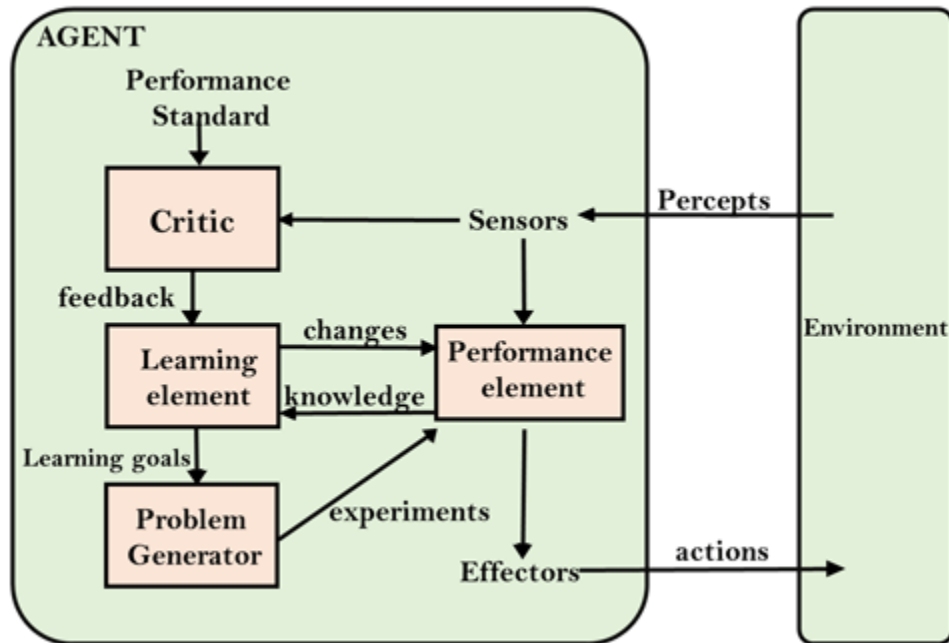 AGENT
Performance
Standard
Critic
Sensors
Percepts
feedback
changes
Environment
Learning
element
Performance
element
knowledge
Learning goals
experiments
Problem
Generator
actions
Effectors